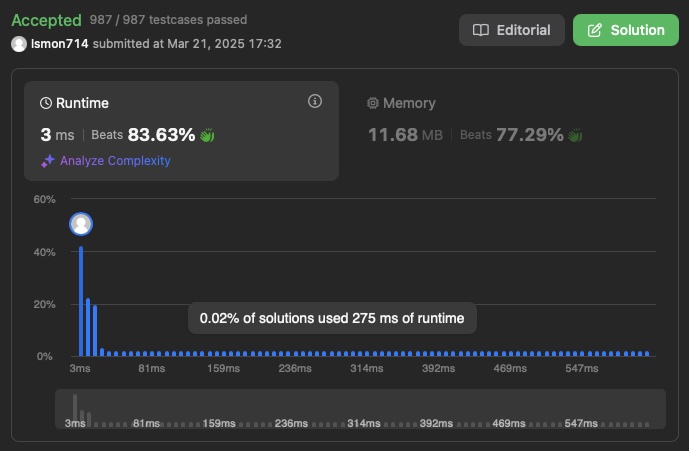 Accepted 987 / 987 testcases passed
lsmon714 submitted at Mar 21, 2025 17:32
Editorial
Solution
Runtime
3 ms | Beats 83.63%
Analyze Complexity
Memory
11.68 MB | Beats 77.29%
60%
40%
20%
0%
0.02% of solutions used 275 ms of runtime
3ms 81ms 159ms 236ms 314ms 392ms 469ms 547ms
3ms 81ms 159ms 236ms 314ms 392ms 469ms 547ms